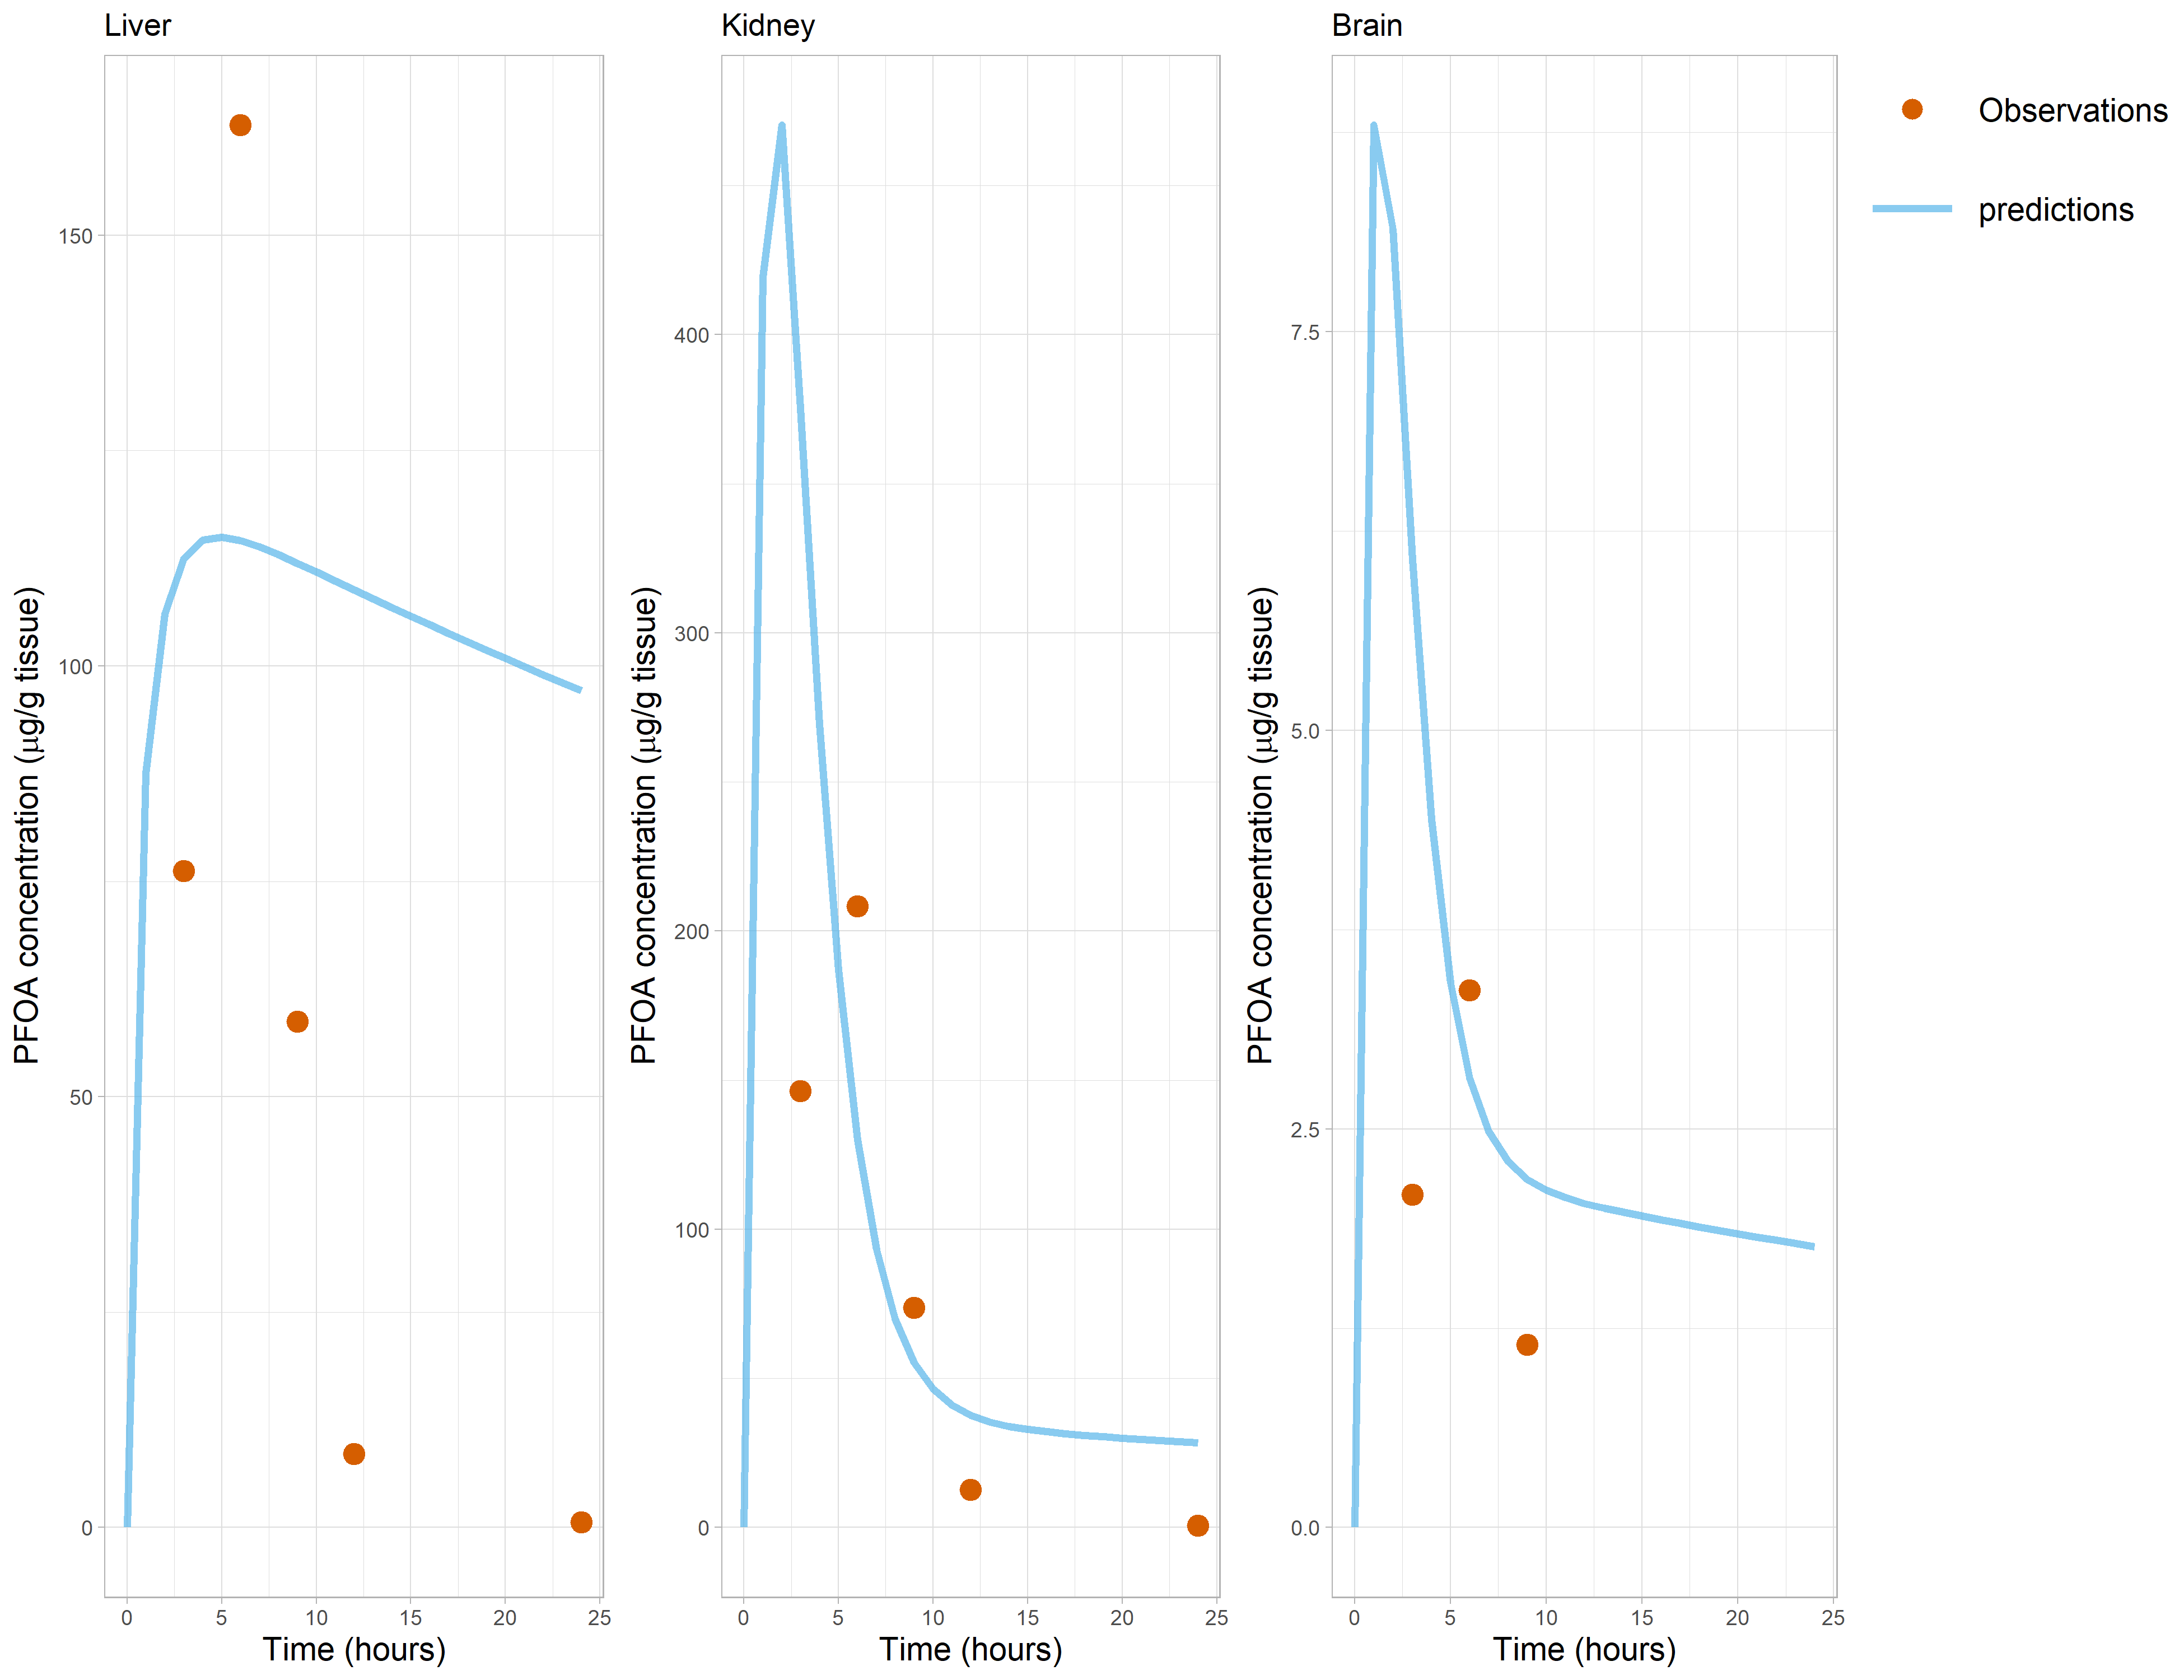 Liver
PFOA concentration (μg/g tissue)
150
100
50
0
0 5 10 15 20 25
Time (hours)
Kidney
PFOA concentration (μg/g tissue)
400
300
200
100
0
0 5 10 15 20 25
Time (hours)
Brain
PFOA concentration (μg/g tissue)
7.5
5.0
2.5
0.0
0 5 10 15 20 25
Time (hours)
Observations
predictions